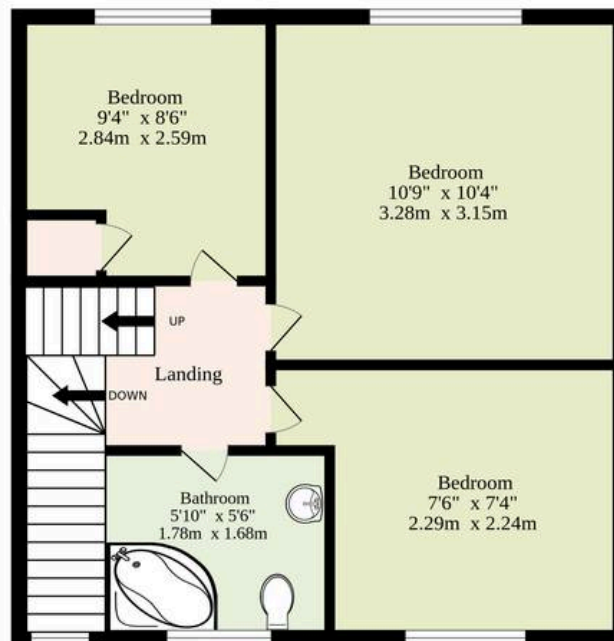 Bedroom
9'4" x 8'6"
2.84m x 2.59m
Bedroom
10'9" x 10'4"
3.28m x 3.15m
UP
Landing
DOWN
Bathroom
5'10" x 5'6"
1.78m x 1.68m
Bedroom
7'6" x 7'4"
2.29m x 2.24m